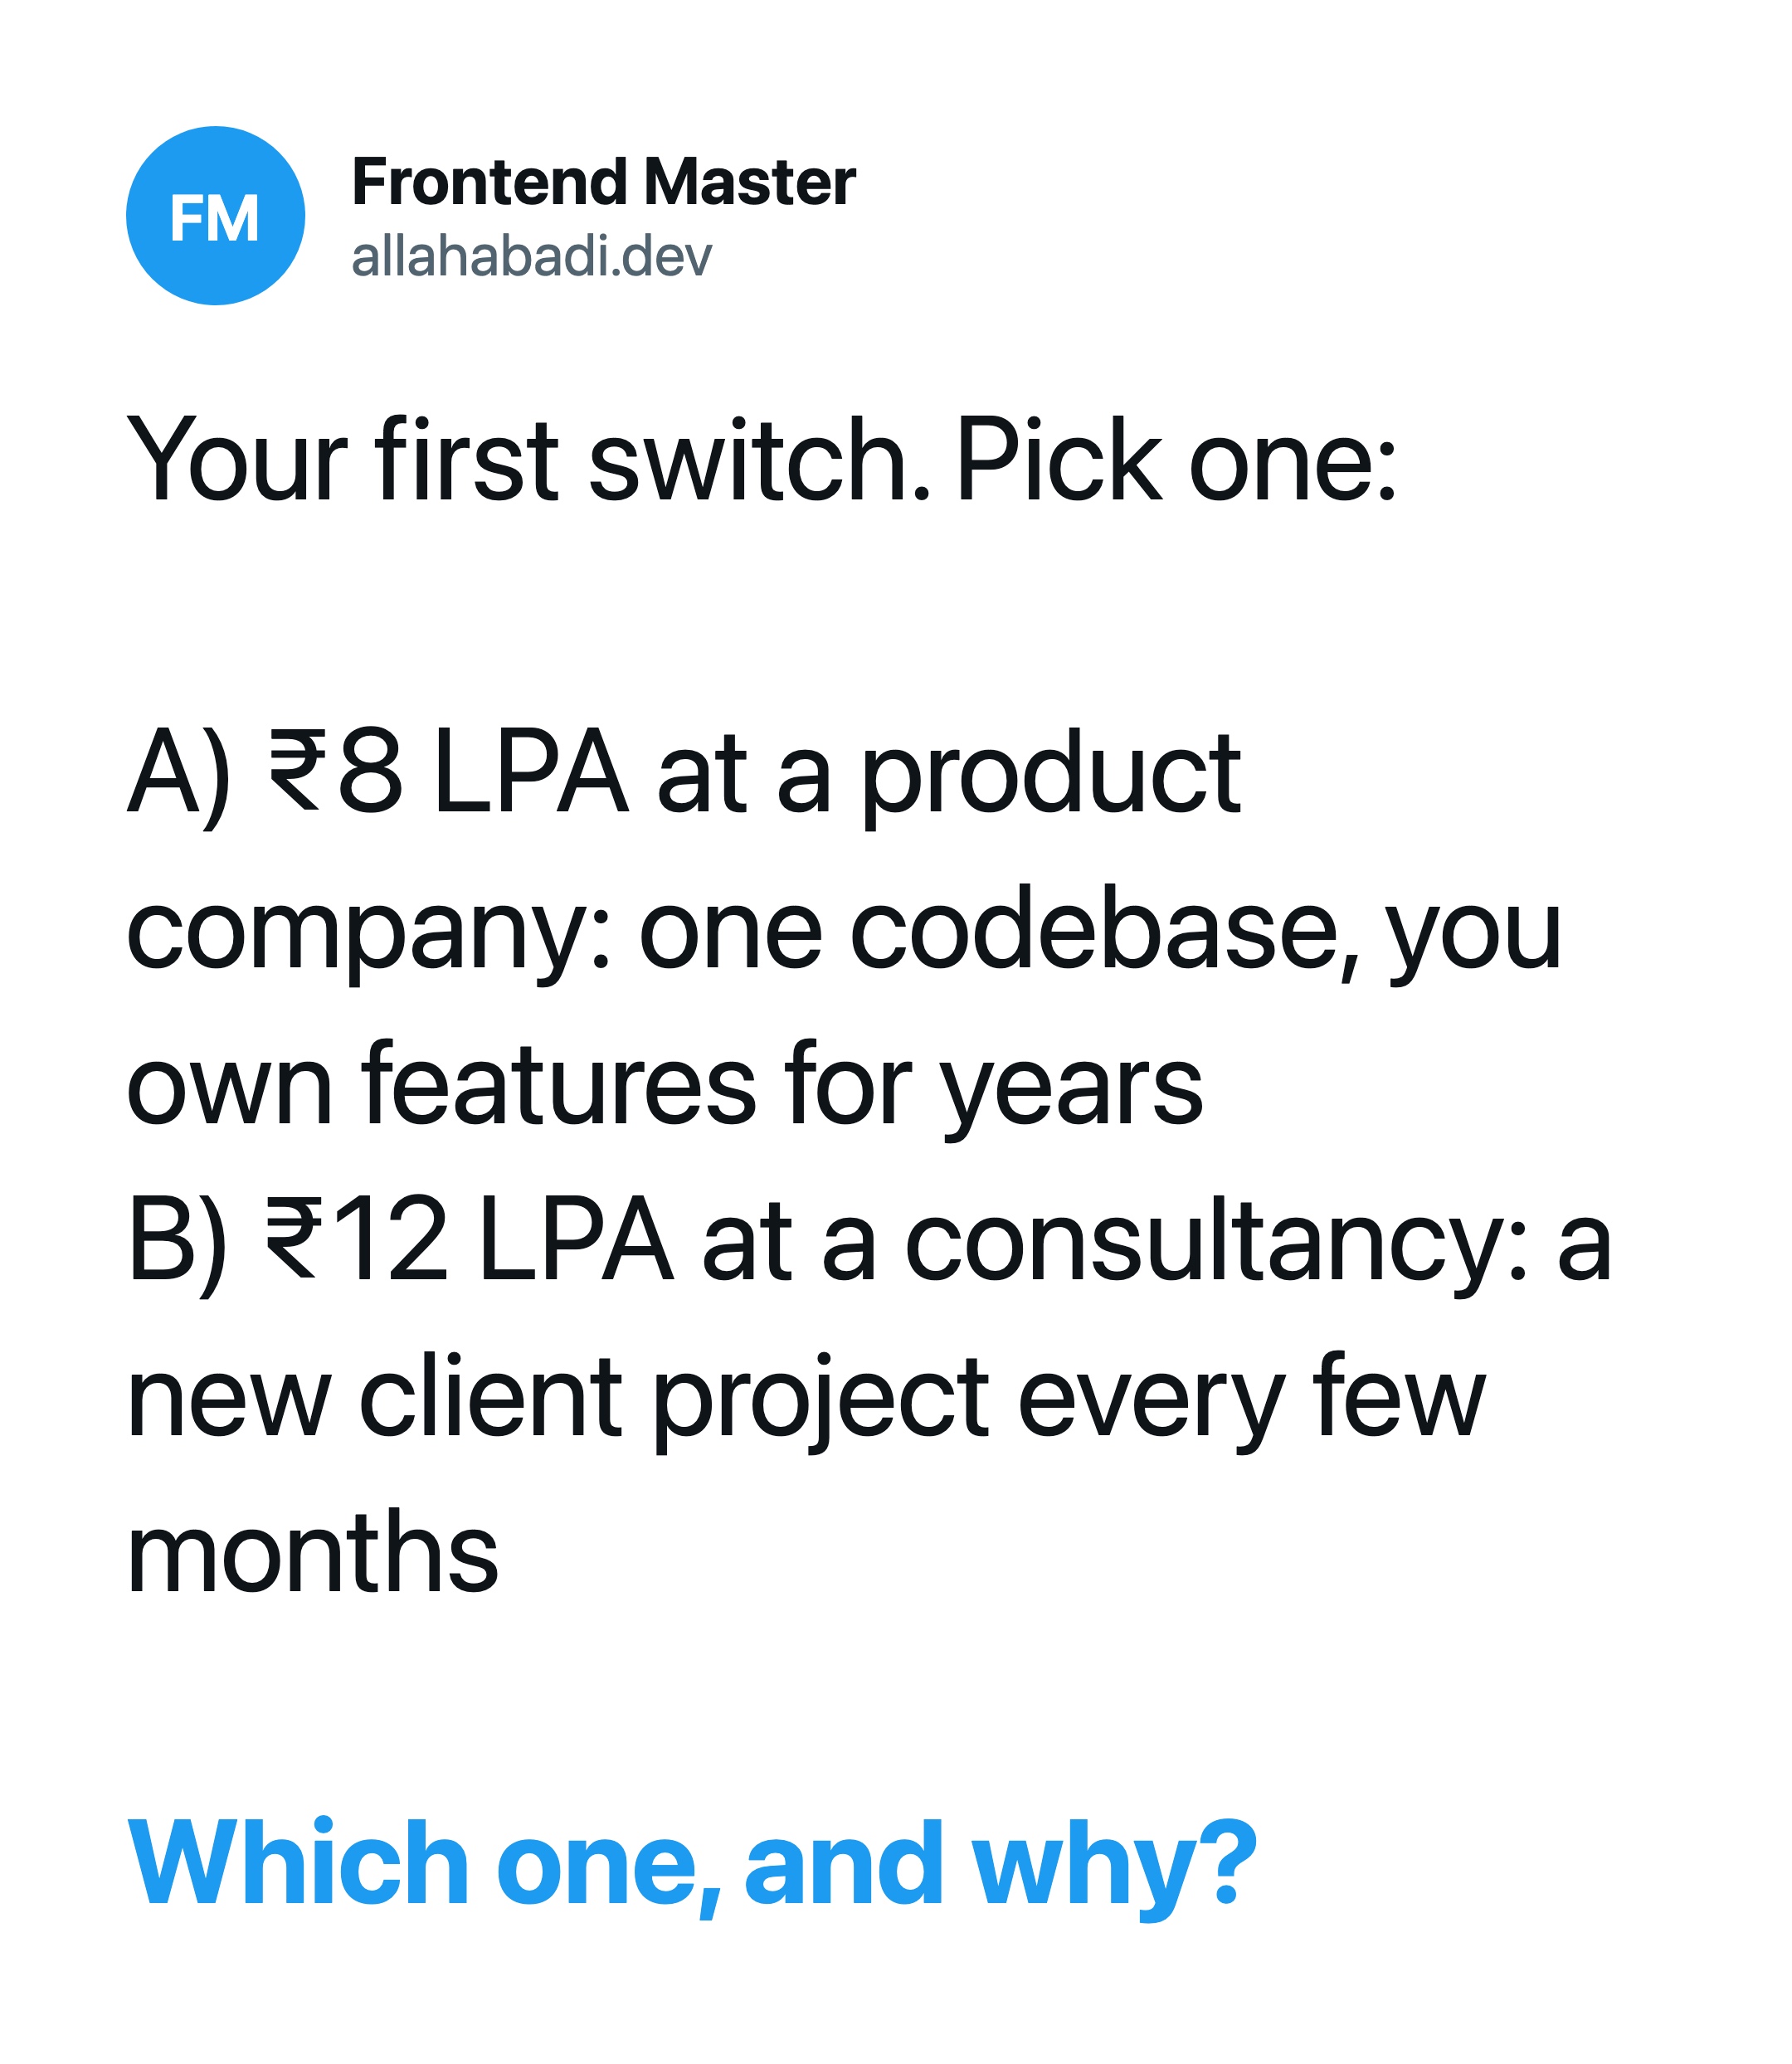 FM
Frontend Master
allahabadi.dev
Your first switch. Pick one:
A) ₹8 LPA at a product
company: one codebase, you
own features for years
B) ₹12 LPA at a consultancy: a
new client project every few
months
Which one, and why?